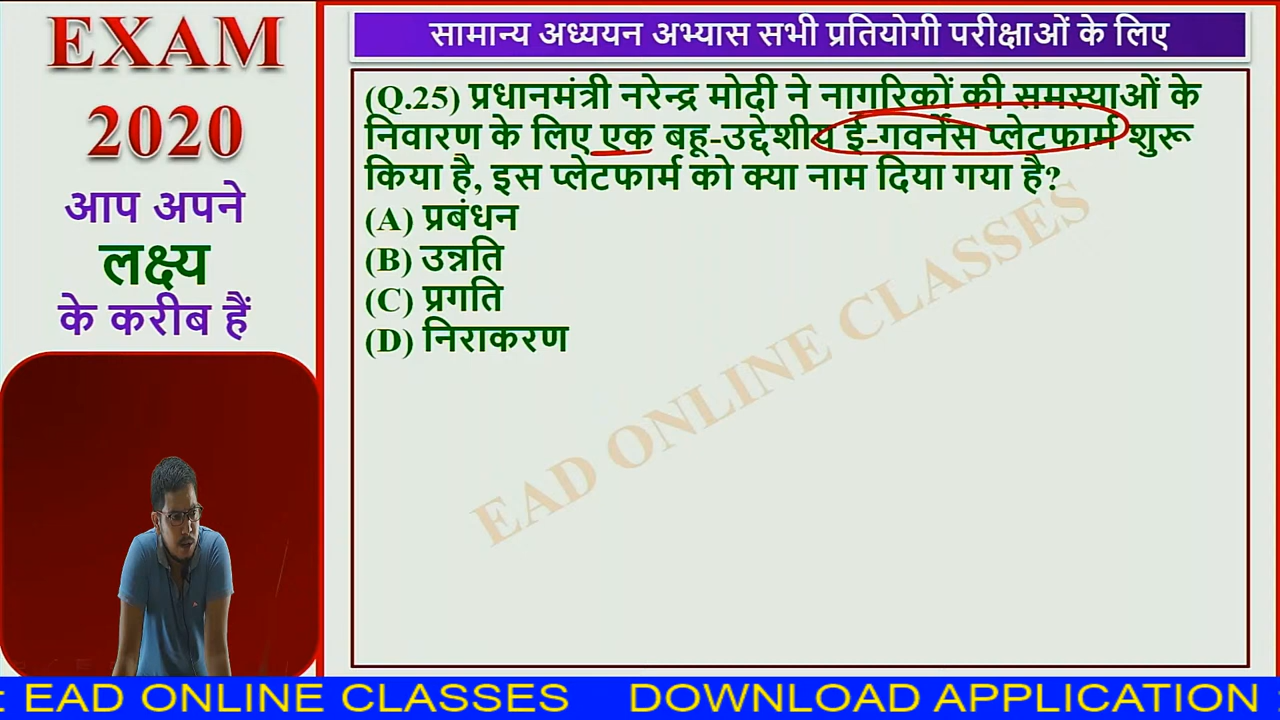 EXAM
2020
आप अपने
लक्ष्य
के करीब हैं
सामान्य अध्ययन अभ्यास सभी प्रतियोगी परीक्षाओं के लिए
(Q.25) प्रधानमंत्री नरेन्द्र मोदी ने नागरिकों की समस्याओं के
निवारण के लिए एक बहू-उद्देशीय ई-गवर्नेस प्लेटफार्म शुरू
किया है, इस प्लेटफार्म को क्या नाम दिया गया है?
(A) प्रबंधन
(B) उन्नति
(C) प्रगति
(D) निराकरण
EAD ONLINE CLASSES
: EAD ONLINE CLASSES DOWNLOAD APPLICATION :